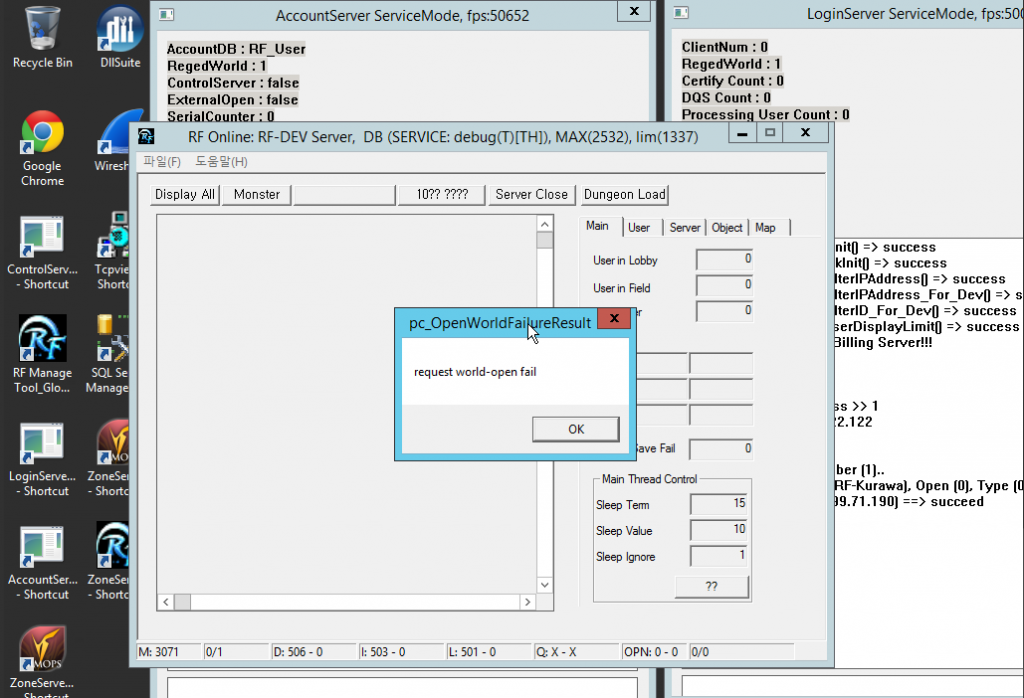 Recycle Bin
DllSuite
Google
Chrome
Wiresh
ControlServ...
- Shortcut
Tcpvie
Shortc
RF Manage
Tool_Glo...
SQL Se
Manage
LoginServe...
- Shortcut
ZoneSer
- Shortc
AccountSer...
- Shortcut
ZoneSer
- Shortc
MOPS
ZoneServe...
- Shortcut
AccountServer ServiceMode, fps:50652
AccountDB : RF_User
RegedWorld : 1
ControlServer : false
ExternalOpen : false
SerialCounter : 0
LoginServer ServiceMode, fps:500
ClientNum : 0
RegedWorld : 1
Certify Count : 0
DQS Count : 0
Processing User Count : 0
RF Online: RF-DEV Server, DB (SERVICE: debug(T)[TH]), MAX(2532), lim(1337)
파일(F) 도움말(H)
Display All Monster 10?? ???? Server Close Dungeon Load
Main User Server Object Map
User in Lobby 0
User in Field 0
er 0
Save Fail 0
Main Thread Control
Sleep Term 15
Sleep Value 10
Sleep Ignore 1
??
pc_OpenWorldFailureResult
request world-open fail
OK
nit() => success
kInit() => success
lterIPAddress() => success
lterIPAddress_For_Dev() => s
lterID_For_Dev() => success
serDisplayLimit() => success
Billing Server!!!
ss >> 1
2.122
ber (1)..
RF-Kurawa), Open (0), Type (0
99.71.190) ==> succeed
M: 3071 0/1 D: 506 - 0 I: 503 - 0 L: 501 - 0 Q: X - X OPN: 0 - 0 0/0